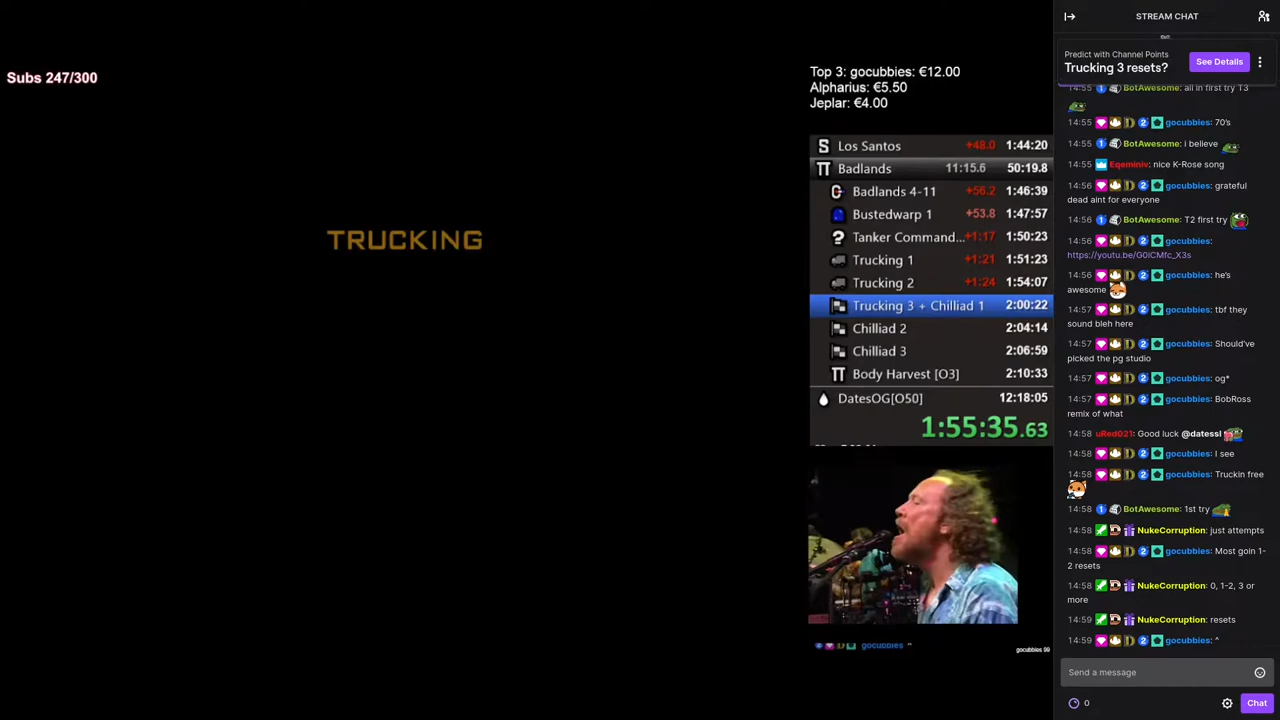 Subs 247/300
TRUCKING
Top 3: gocubbies: €12.00
Alpharius: €5.50
Jeplar: €4.00
Los Santos +48.0 1:44:20
Badlands 11:15.6 50:19.8
Badlands 4-11 +56.2 1:46:39
Bustedwarp 1 +53.8 1:47:57
Tanker Command... +1:17 1:50:23
Trucking 1 +1:21 1:51:23
Trucking 2 +1:24 1:54:07
Trucking 3 + Chilliad 1 2:00:22
Chilliad 2 2:04:14
Chilliad 3 2:06:59
Body Harvest [O3] 2:10:33
DatesOG[O50] 12:18:05
1:55:35.63
gocubbies ^
gocubbies 99
STREAM CHAT
Predict with Channel Points
Trucking 3 resets?
See Details
14:55 BotAwesome: all in first try T3
14:55 gocubbies: 70's
14:55 BotAwesome: i believe
14:55 Eqeminiv: nice K-Rose song
14:56 gocubbies: grateful
dead aint for everyone
14:56 BotAwesome: T2 first try
14:56 gocubbies:
https://youtu.be/G0lCMfc_X3s
14:56 gocubbies: he's
awesome
14:57 gocubbies: tbf they
sound bleh here
14:57 gocubbies: Should've
picked the pg studio
14:57 gocubbies: og*
14:57 gocubbies: BobRoss
remix of what
14:58 uRed021: Good luck @datessl
14:58 gocubbies: I see
14:58 gocubbies: Truckin free
14:58 BotAwesome: 1st try
14:58 NukeCorruption: just attempts
14:58 gocubbies: Most goin 1-
2 resets
14:58 NukeCorruption: 0, 1-2, 3 or
more
14:59 NukeCorruption: resets
14:59 gocubbies: ^
Send a message
0
Chat